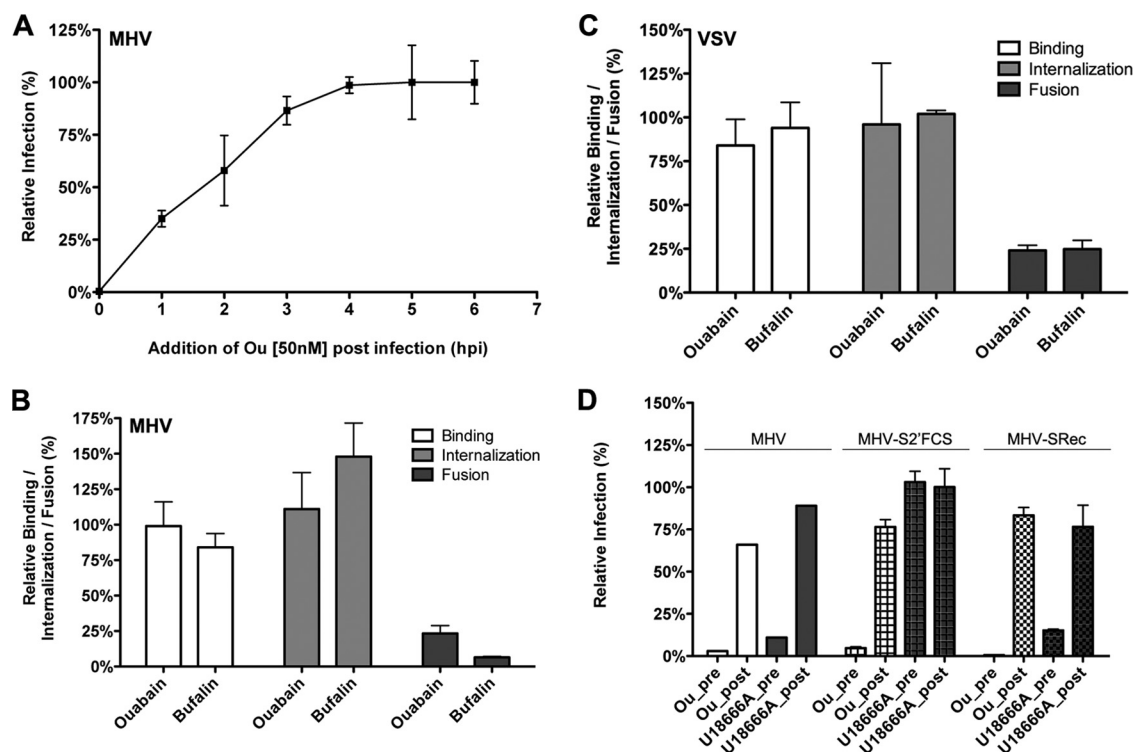 A
MHV
Relative Infection (%)
125%
100%
75%
50%
25%
0%
0 1 2 3 4 5 6 7
Addition of Ou [50nM] post infection (hpi)
B
MHV
Relative Binding /
Internalization / Fusion (%)
175%
150%
125%
100%
75%
50%
25%
0%
Binding
Internalization
Fusion
Ouabain
Bufalin
Ouabain
Bufalin
Ouabain
Bufalin
C
VSV
Relative Binding /
Internalization / Fusion (%)
150%
125%
100%
75%
50%
25%
0%
Binding
Internalization
Fusion
Ouabain
Bufalin
Ouabain
Bufalin
Ouabain
Bufalin
D
Relative Infection (%)
150%
125%
100%
75%
50%
25%
0%
MHV MHV-S2'FCS MHV-SRec
Ou_pre
Ou_post
U18666A_pre
U18666A_post
Ou_pre
Ou_post
U18666A_pre
U18666A_post
Ou_pre
Ou_post
U18666A_pre
U18666A_post